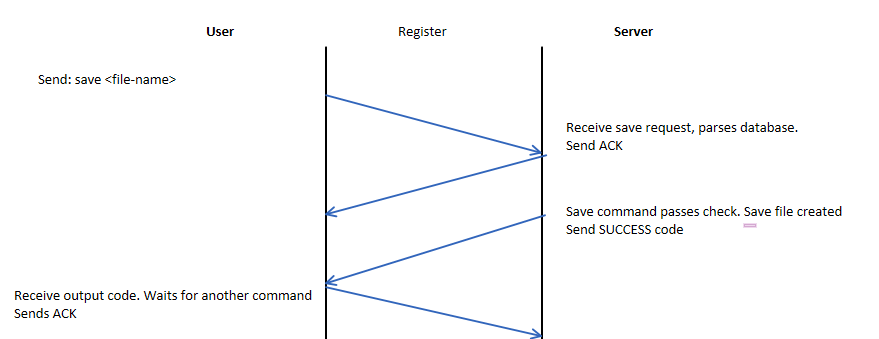 User Register Server
Send: save <file-name>
Receive save request, parses database.
Send ACK
Save command passes check. Save file created
Send SUCCESS code
Receive output code. Waits for another command
Sends ACK